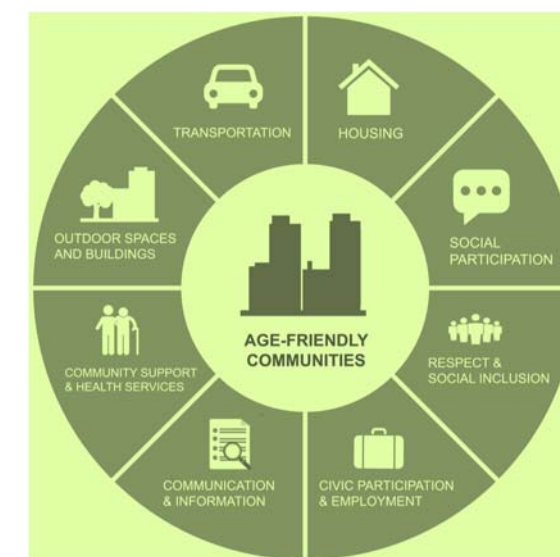 TRANSPORTATION
HOUSING
SOCIAL
PARTICIPATION
RESPECT &
SOCIAL INCLUSION
CIVIC PARTICIPATION
& EMPLOYMENT
COMMUNICATION
& INFORMATION
COMMUNITY SUPPORT
& HEALTH SERVICES
OUTDOOR SPACES
AND BUILDINGS
AGE-FRIENDLY
COMMUNITIES